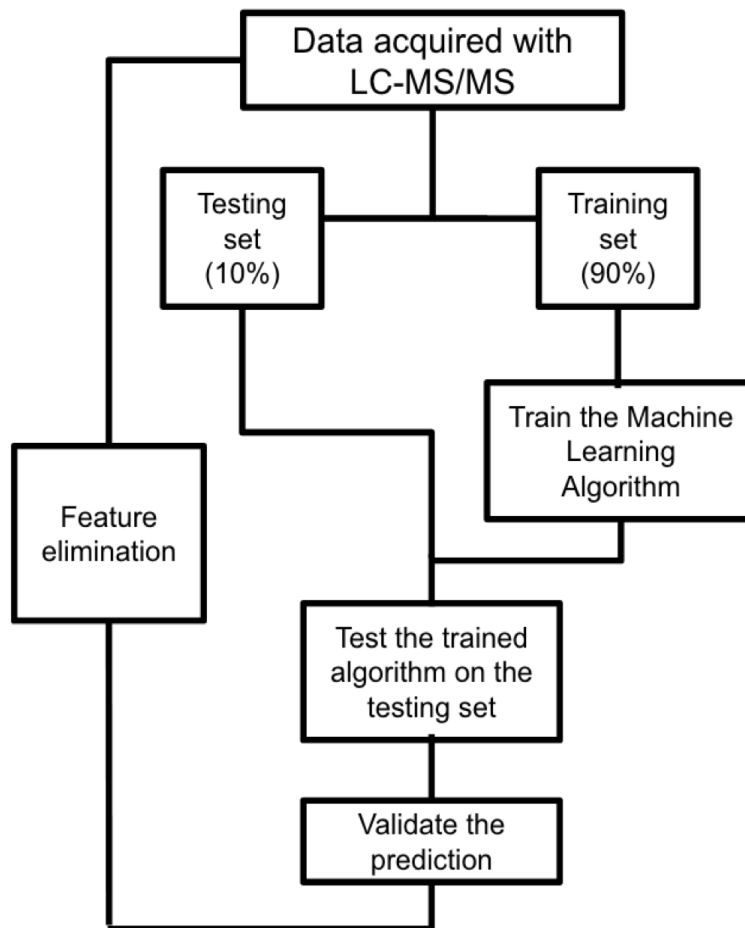 Data acquired with
LC-MS/MS
Testing
set
(10%)
Training
set
(90%)
Train the Machine
Learning
Algorithm
Feature
elimination
Test the trained
algorithm on the
testing set
Validate the
prediction